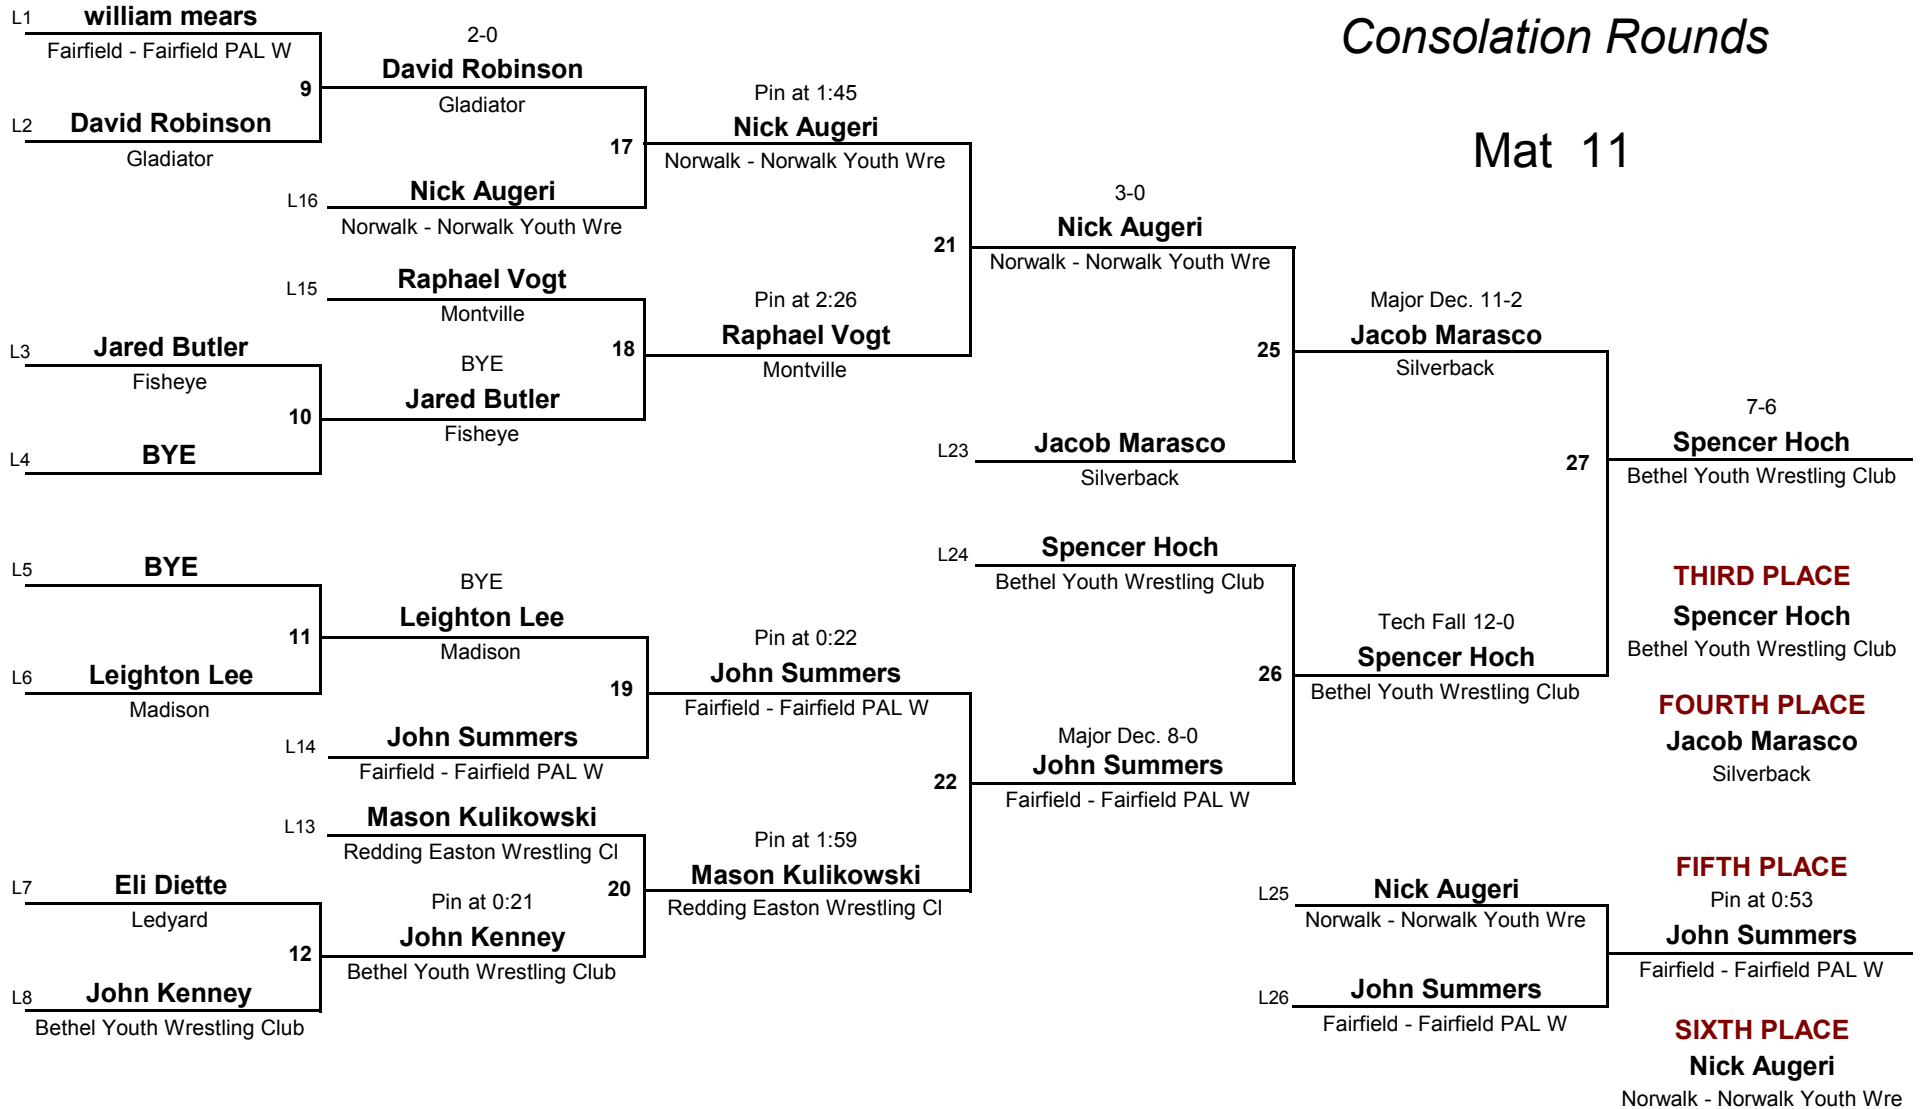 Consolation Rounds
Mat 11
L1 william mears
Fairfield - Fairfield PAL W
9
L2 David Robinson
Gladiator
2-0
David Robinson
Gladiator
17
L16 Nick Augeri
Norwalk - Norwalk Youth Wre
Pin at 1:45
Nick Augeri
Norwalk - Norwalk Youth Wre
L15 Raphael Vogt
Montville
18
L3 Jared Butler
Fisheye
10
L4 BYE
BYE
Jared Butler
Fisheye
Pin at 2:26
Raphael Vogt
Montville
21
3-0
Nick Augeri
Norwalk - Norwalk Youth Wre
25
L23 Jacob Marasco
Silverback
Major Dec. 11-2
Jacob Marasco
Silverback
27
7-6
Spencer Hoch
Bethel Youth Wrestling Club
L5 BYE
11
L6 Leighton Lee
Madison
BYE
Leighton Lee
Madison
19
L14 John Summers
Fairfield - Fairfield PAL W
Pin at 0:22
John Summers
Fairfield - Fairfield PAL W
22
L13 Mason Kulikowski
Redding Easton Wrestling Cl
20
L7 Eli Diette
Ledyard
12
L8 John Kenney
Bethel Youth Wrestling Club
Pin at 0:21
John Kenney
Bethel Youth Wrestling Club
Pin at 1:59
Mason Kulikowski
Redding Easton Wrestling Cl
L24 Spencer Hoch
Bethel Youth Wrestling Club
26
Major Dec. 8-0
John Summers
Fairfield - Fairfield PAL W
Tech Fall 12-0
Spencer Hoch
Bethel Youth Wrestling Club
THIRD PLACE
Spencer Hoch
Bethel Youth Wrestling Club
FOURTH PLACE
Jacob Marasco
Silverback
L25 Nick Augeri
Norwalk - Norwalk Youth Wre
L26 John Summers
Fairfield - Fairfield PAL W
FIFTH PLACE
Pin at 0:53
John Summers
Fairfield - Fairfield PAL W
SIXTH PLACE
Nick Augeri
Norwalk - Norwalk Youth Wre